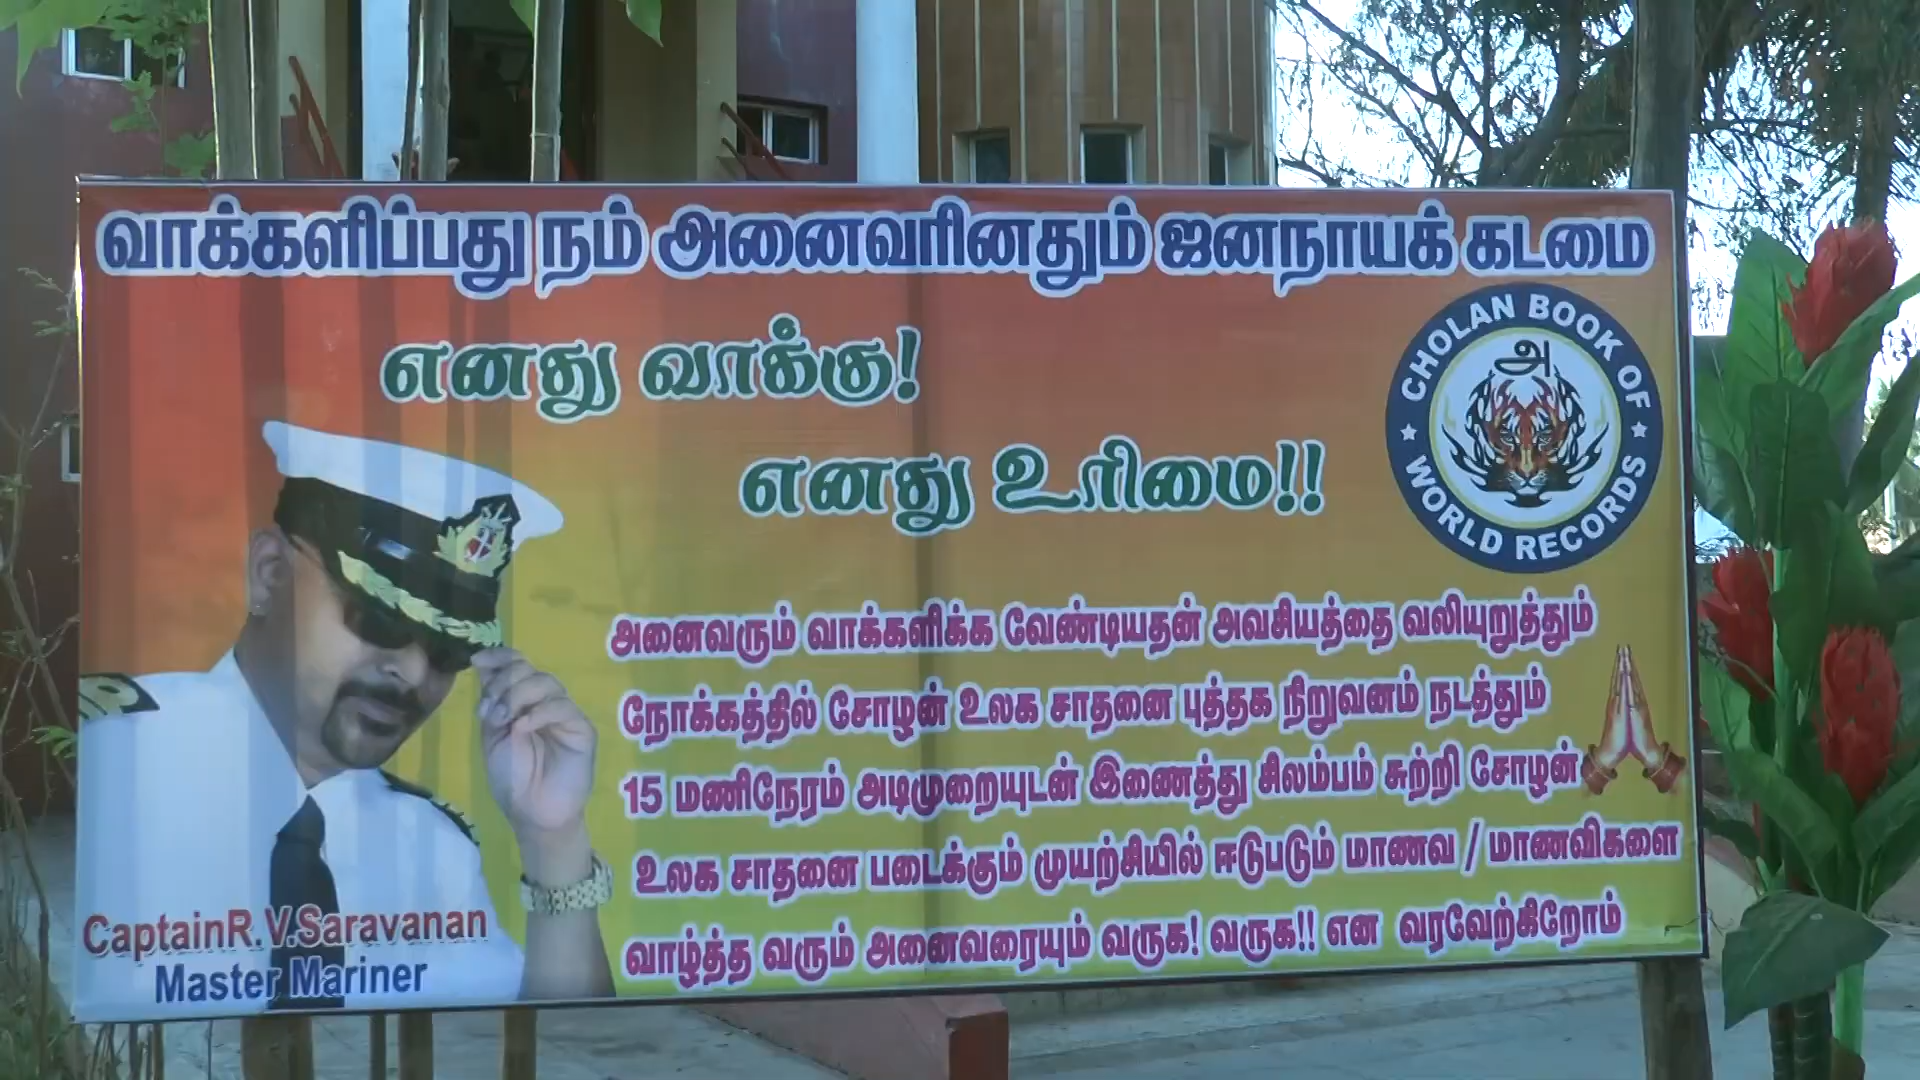 வாக்களிப்பது நம் அனைவரினதும் ஜனநாயக் கடமை
எனது வாக்கு!
எனது உரிமை!!
CHOLAN BOOK OF
அ
WORLD RECORDS
அனைவரும் வாக்களிக்க வேண்டியதன் அவசியத்தை வலியுறுத்தும்
நோக்கத்தில் சோழன் உலக சாதனை புத்தக நிறுவனம் நடத்தும்
15 மணிநேரம் அடிமுறையுடன் இணைத்து சிலம்பம் சுற்றி சோழன்
உலக சாதனை படைக்கும் முயற்சியில் ஈடுபடும் மாணவ / மாணவிகளை
வாழ்த்த வரும் அனைவரையும் வருக! வருக!! என வரவேற்கிறோம்
CaptainR.V.Saravanan
Master Mariner